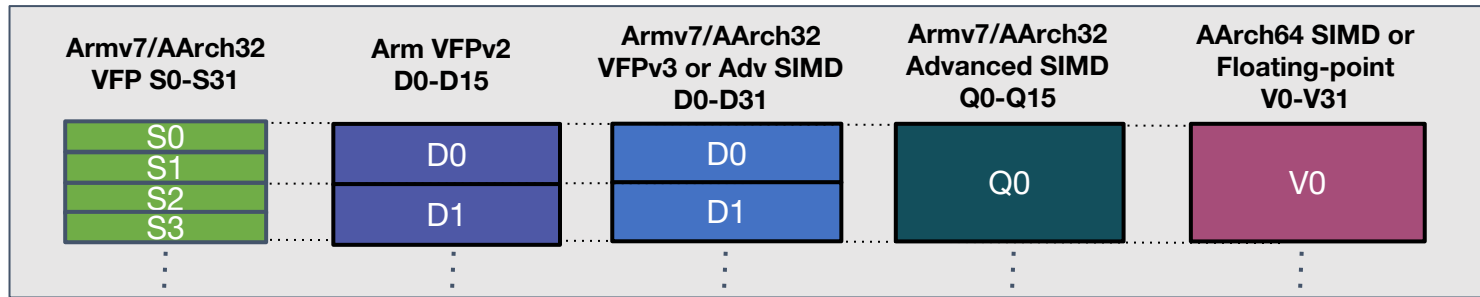 Armv7/AArch32
VFP S0-S31
Arm VFPv2
D0-D15
Armv7/AArch32
VFPv3 or Adv SIMD
D0-D31
Armv7/AArch32
Advanced SIMD
Q0-Q15
AArch64 SIMD or
Floating-point
V0-V31
S0
S1
S2
S3
D0
D1
D0
D1
Q0
V0